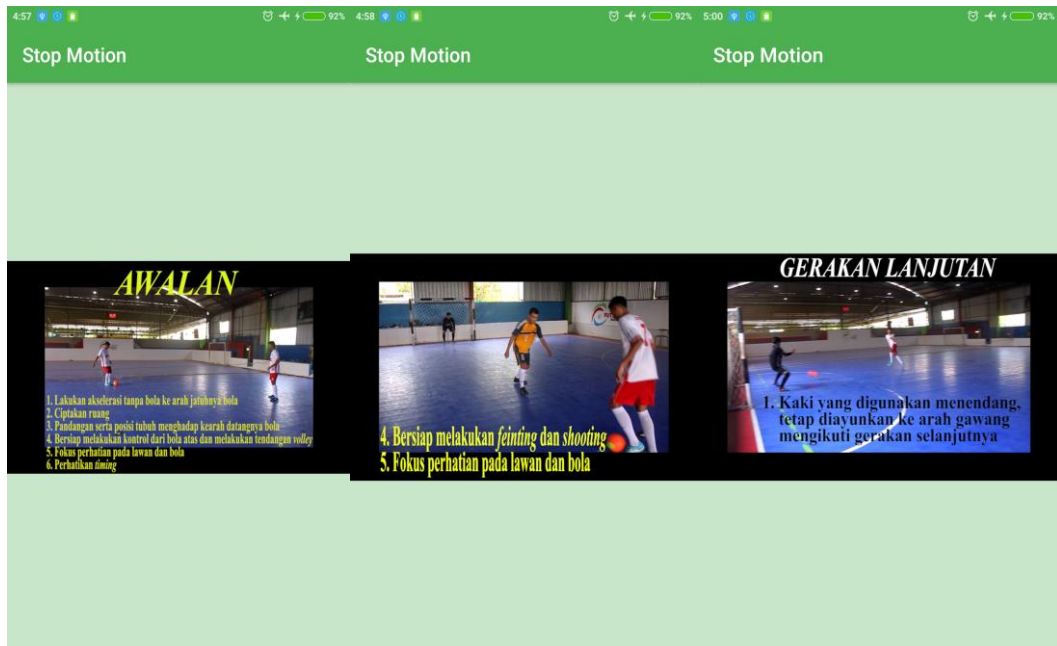 4:57
92%
4:58
92%
5:00
92%
Stop Motion
Stop Motion
Stop Motion
AWALAN
1. Lakukan akselerasi tanpa bola ke arah jatuhnya bola
2. Ciptakan ruang
3. Pandangan serta posisi tubuh menghadap kearah datangnya bola
4. Bersiap melakukan kontrol dari bola atas dan melakukan tendangan volley
5. Fokus perhatian pada lawan dan bola
6. Perhatikan timing
4. Bersiap melakukan feinting dan shooting
5. Fokus perhatian pada lawan dan bola
GERAKAN LANJUTAN
1. Kaki yang digunakan menendang,
tetap diayunkan ke arah gawang
mengikuti gerakan selanjutnya